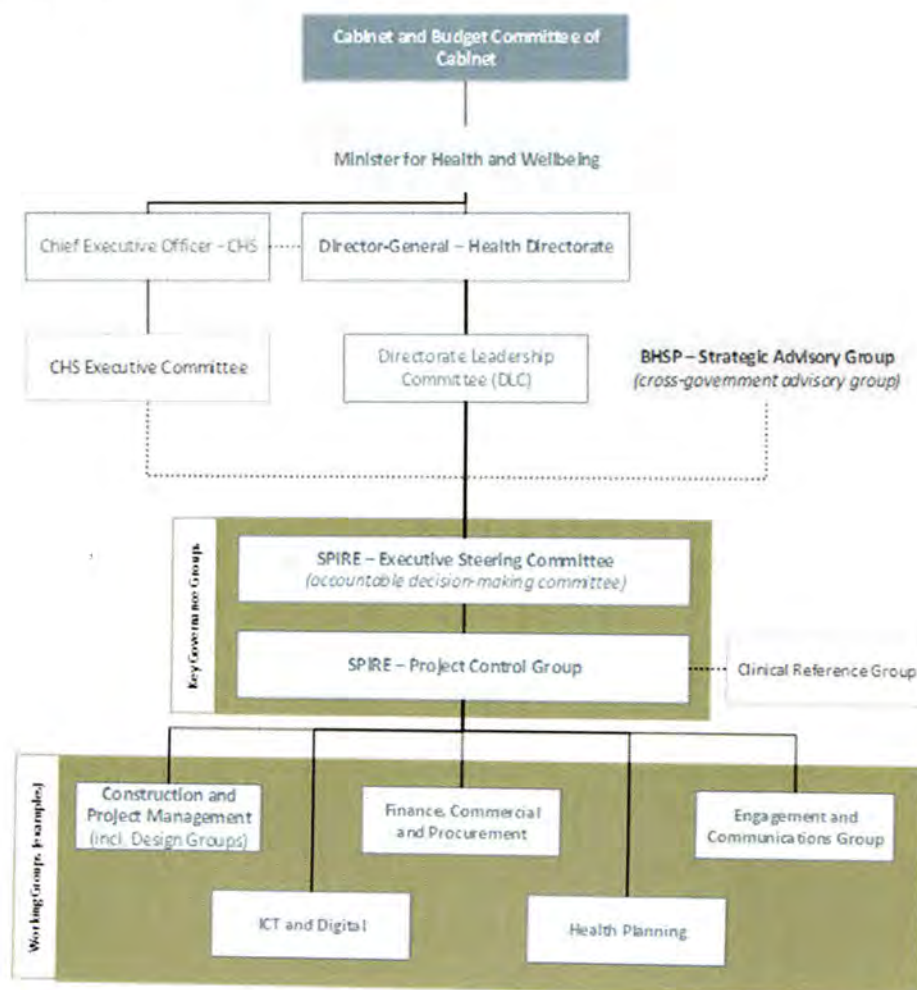 Cabinet and Budget Committee of
Cabinet
Minister for Health and Wellbeing
Chief Executive Officer - CHS
Director-General – Health Directorate
CHS Executive Committee
Directorate Leadership
Committee (DLC)
BHSP – Strategic Advisory Group
(cross-government advisory group)
Key Governance Groups
SPIRE – Executive Steering Committee
(accountable decision-making committee)
SPIRE – Project Control Group
Clinical Reference Group
Working Groups (examples)
Construction and
Project Management
(incl. Design Groups)
Finance, Commercial
and Procurement
Engagement and
Communications Group
ICT and Digital
Health Planning